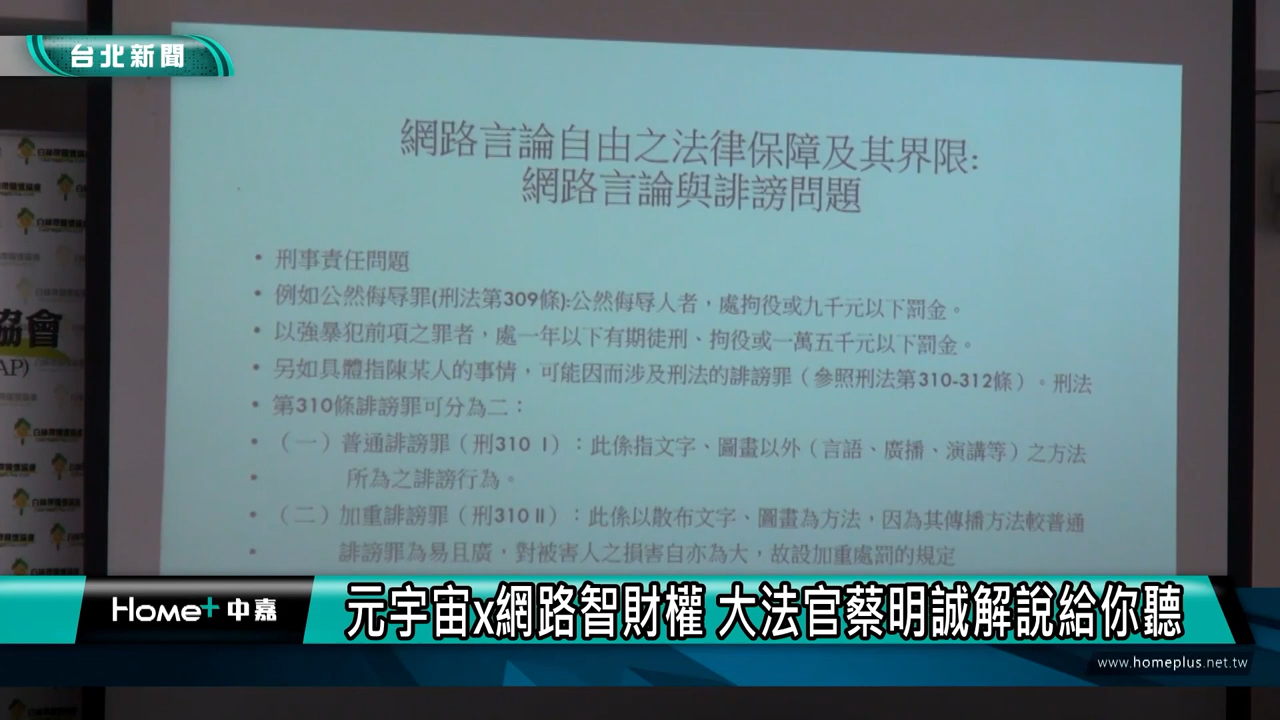 台北新聞
網路言論自由之法律保障及其界限:
網路言論與誹謗問題
• 刑事責任問題
• 例如公然侮辱罪(刑法第309條):公然侮辱人者，處拘役或九千元以下罰金。
• 以強暴犯前項之罪者，處一年以下有期徒刑、拘役或一萬五千元以下罰金。
• 另如具體指陳某人的事情，可能因而涉及刑法的誹謗罪（參照刑法第310-312條）。刑法
• 第310條誹謗罪可分為二：
• （一）普通誹謗罪（刑310 I）：此係指文字、圖畫以外（言語、廣播、演講等）之方法
• 所為之誹謗行為。
• （二）加重誹謗罪（刑310 II）：此係以散布文字、圖畫為方法，因為其傳播方法較普通
• 誹謗罪為易且廣，對被害人之損害自亦為大，故設加重處罰的規定
協會
AP)
Home+ 中嘉
元宇宙x網路智財權 大法官蔡明誠解說給你聽
www.homeplus.net.tw